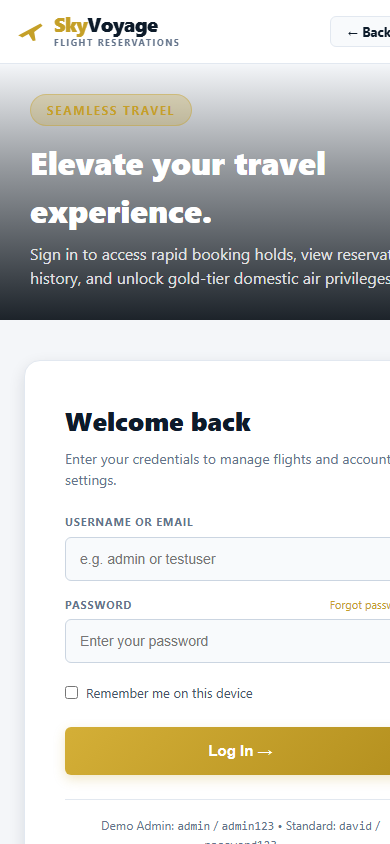 SkyVoyage
FLIGHT RESERVATIONS
← Back
SEAMLESS TRAVEL
Elevate your travel
experience.
Sign in to access rapid booking holds, view
history, and unlock gold-tier domestic air privileges
Welcome back
Enter your credentials to manage flights and account
settings.
USERNAME OR EMAIL
e.g. admin or testuser
PASSWORD
Forgot
Enter your password
Remember me on this device
Log In →
Demo Admin: admin / admin123 • Standard: david /